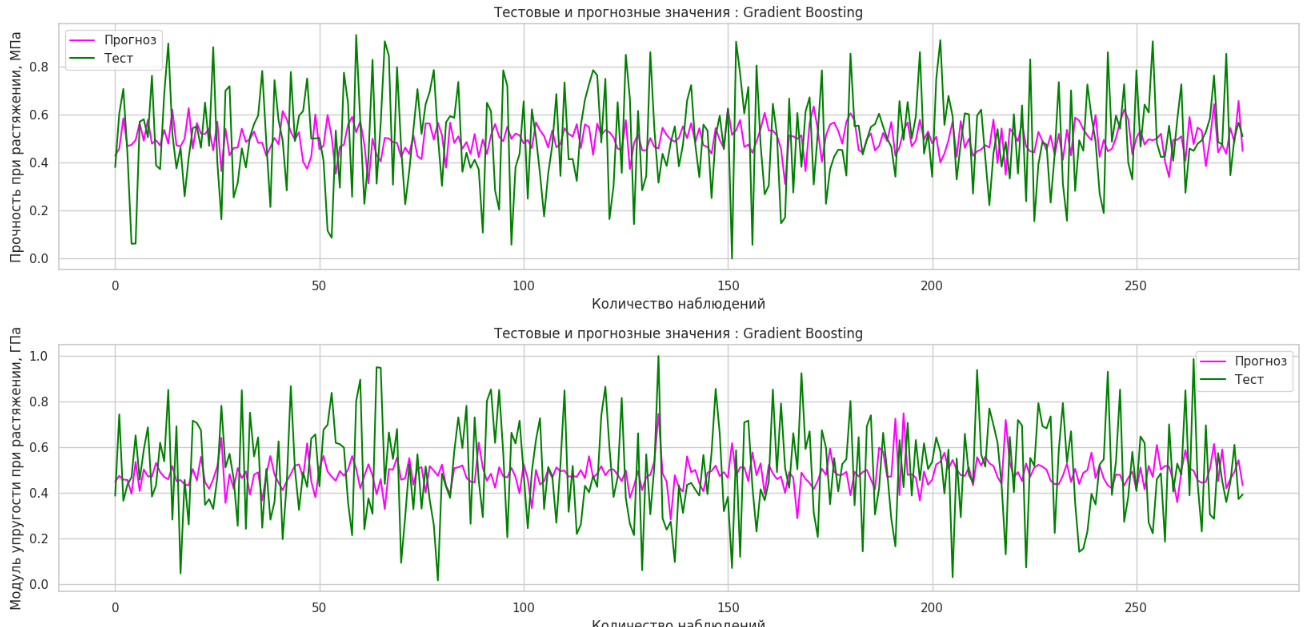 Тестовые и прогнозные значения : Gradient Boosting
Прочность при растяжении, МПа
Прогноз
Тест
0.8
0.6
0.4
0.2
0.0
0 50 100 150 200 250
Количество наблюдений
Тестовые и прогнозные значения : Gradient Boosting
Модуль упругости при растяжении, ГПа
Прогноз
Тест
1.0
0.8
0.6
0.4
0.2
0.0
0 50 100 150 200 250
Количество наблюдений